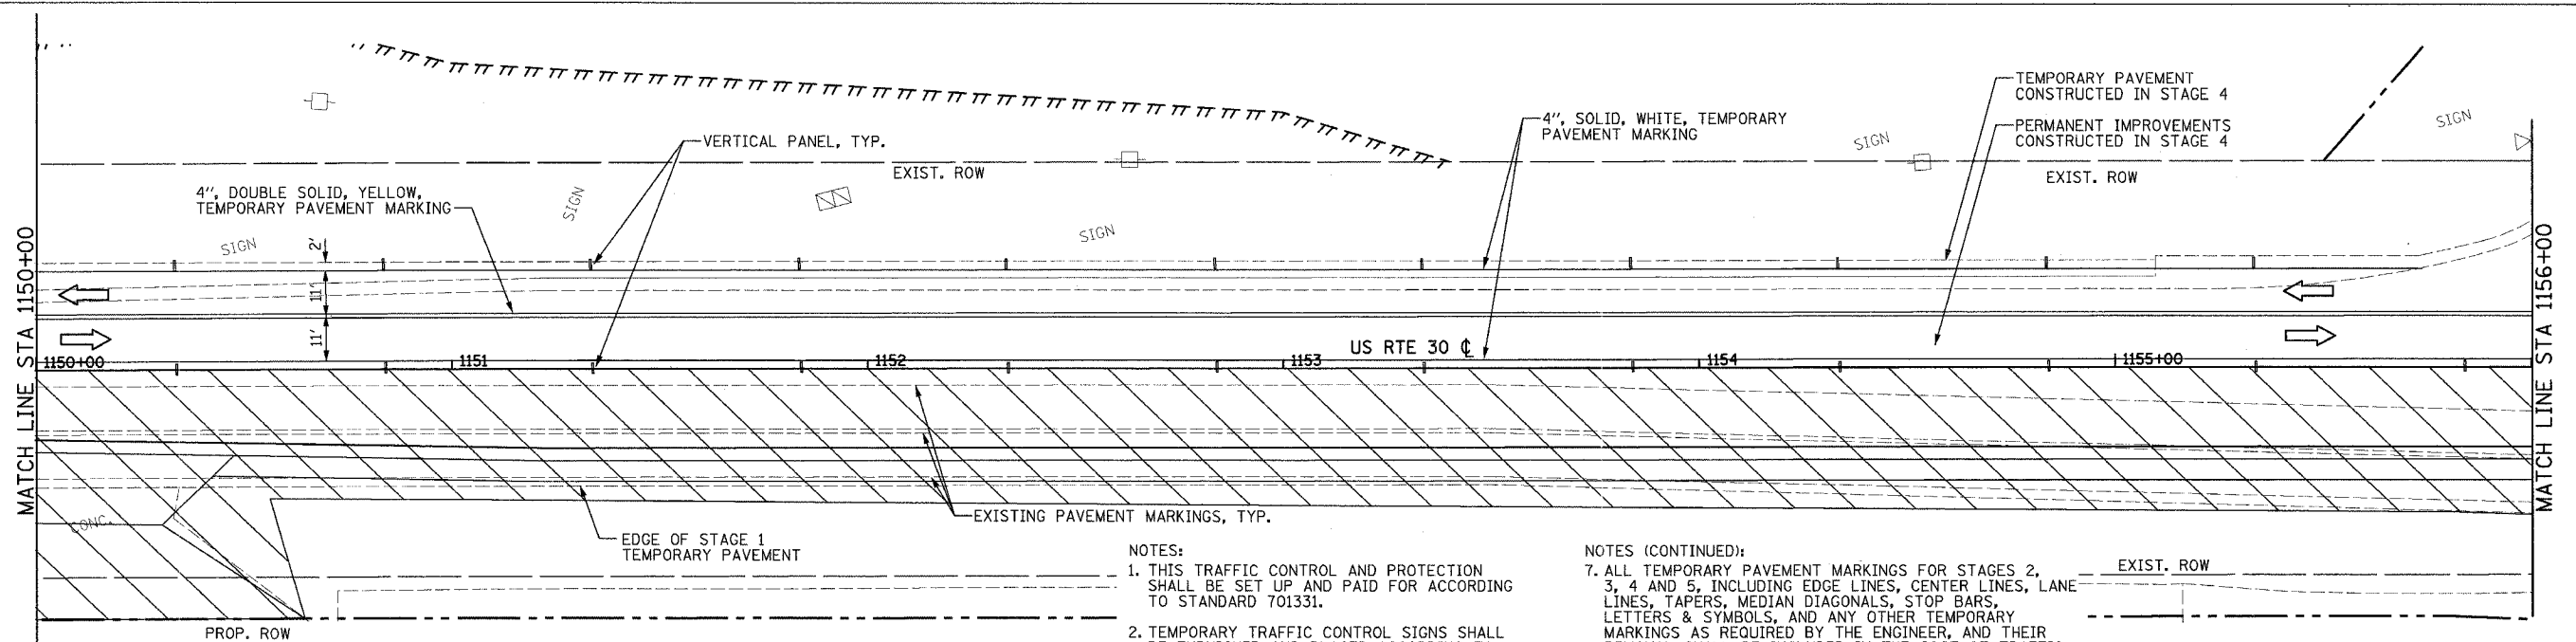 TEMPORARY PAVEMENT
CONSTRUCTED IN STAGE 4
4", SOLID, WHITE, TEMPORARY
PAVEMENT MARKING
PERMANENT IMPROVEMENTS
CONSTRUCTED IN STAGE 4
SIGN
SIGN
VERTICAL PANEL, TYP.
EXIST. ROW
EXIST. ROW
4", DOUBLE SOLID, YELLOW,
TEMPORARY PAVEMENT MARKING
SIGN
SIGN
SIGN
2'
11'
11'
MATCH LINE STA 1150+00
MATCH LINE STA 1156+00
US RTE 30 ℄
1150+00
1151
1152
1153
1154
1155+00
CONC.
EXISTING PAVEMENT MARKINGS, TYP.
EDGE OF STAGE 1
TEMPORARY PAVEMENT
PROP. ROW
NOTES:
1. THIS TRAFFIC CONTROL AND PROTECTION
SHALL BE SET UP AND PAID FOR ACCORDING
TO STANDARD 701331.
2. TEMPORARY TRAFFIC CONTROL SIGNS SHALL
NOTES (CONTINUED):
7. ALL TEMPORARY PAVEMENT MARKINGS FOR STAGES 2,
3, 4 AND 5, INCLUDING EDGE LINES, CENTER LINES, LANE
LINES, TAPERS, MEDIAN DIAGONALS, STOP BARS,
LETTERS & SYMBOLS, AND ANY OTHER TEMPORARY
MARKINGS AS REQUIRED BY THE ENGINEER, AND THEIR
EXIST. ROW